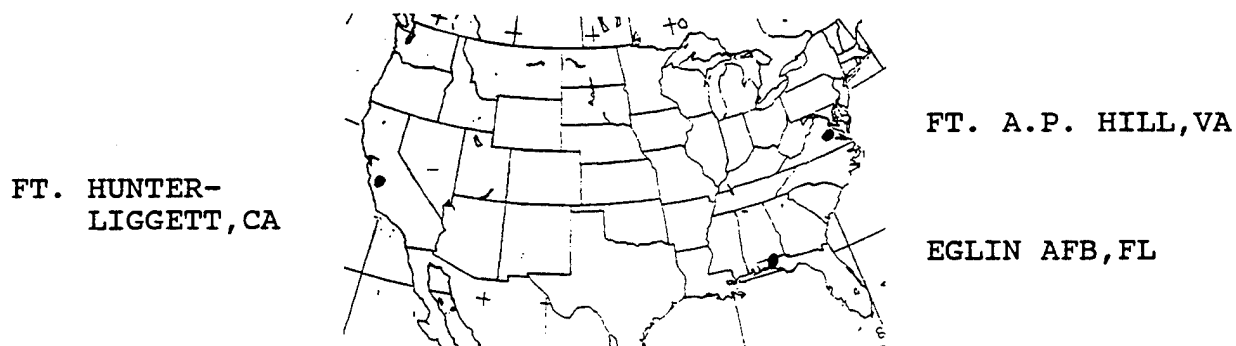 FT. A.P. HILL,VA
FT. HUNTER-
LIGGETT,CA
EGLIN AFB,FL